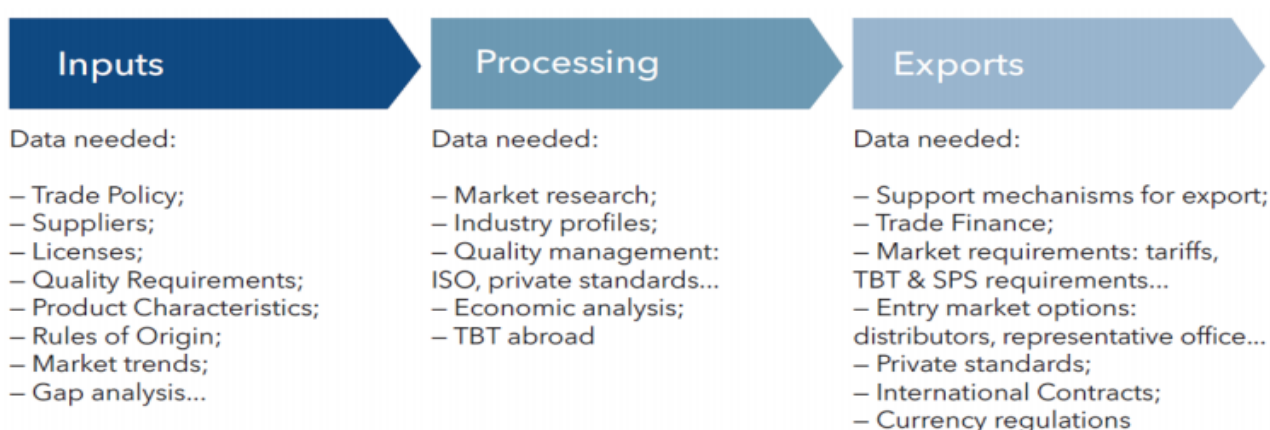 Inputs
Data needed:
– Trade Policy;
– Suppliers;
– Licenses;
– Quality Requirements;
– Product Characteristics;
– Rules of Origin;
– Market trends;
– Gap analysis...
Processing
Data needed:
– Market research;
– Industry profiles;
– Quality management:
ISO, private standards...
– Economic analysis;
– TBT abroad
Exports
Data needed:
– Support mechanisms for export;
– Trade Finance;
– Market requirements: tariffs,
TBT & SPS requirements...
– Entry market options:
distributors, representative office...
– Private standards;
– International Contracts;
– Currency regulations